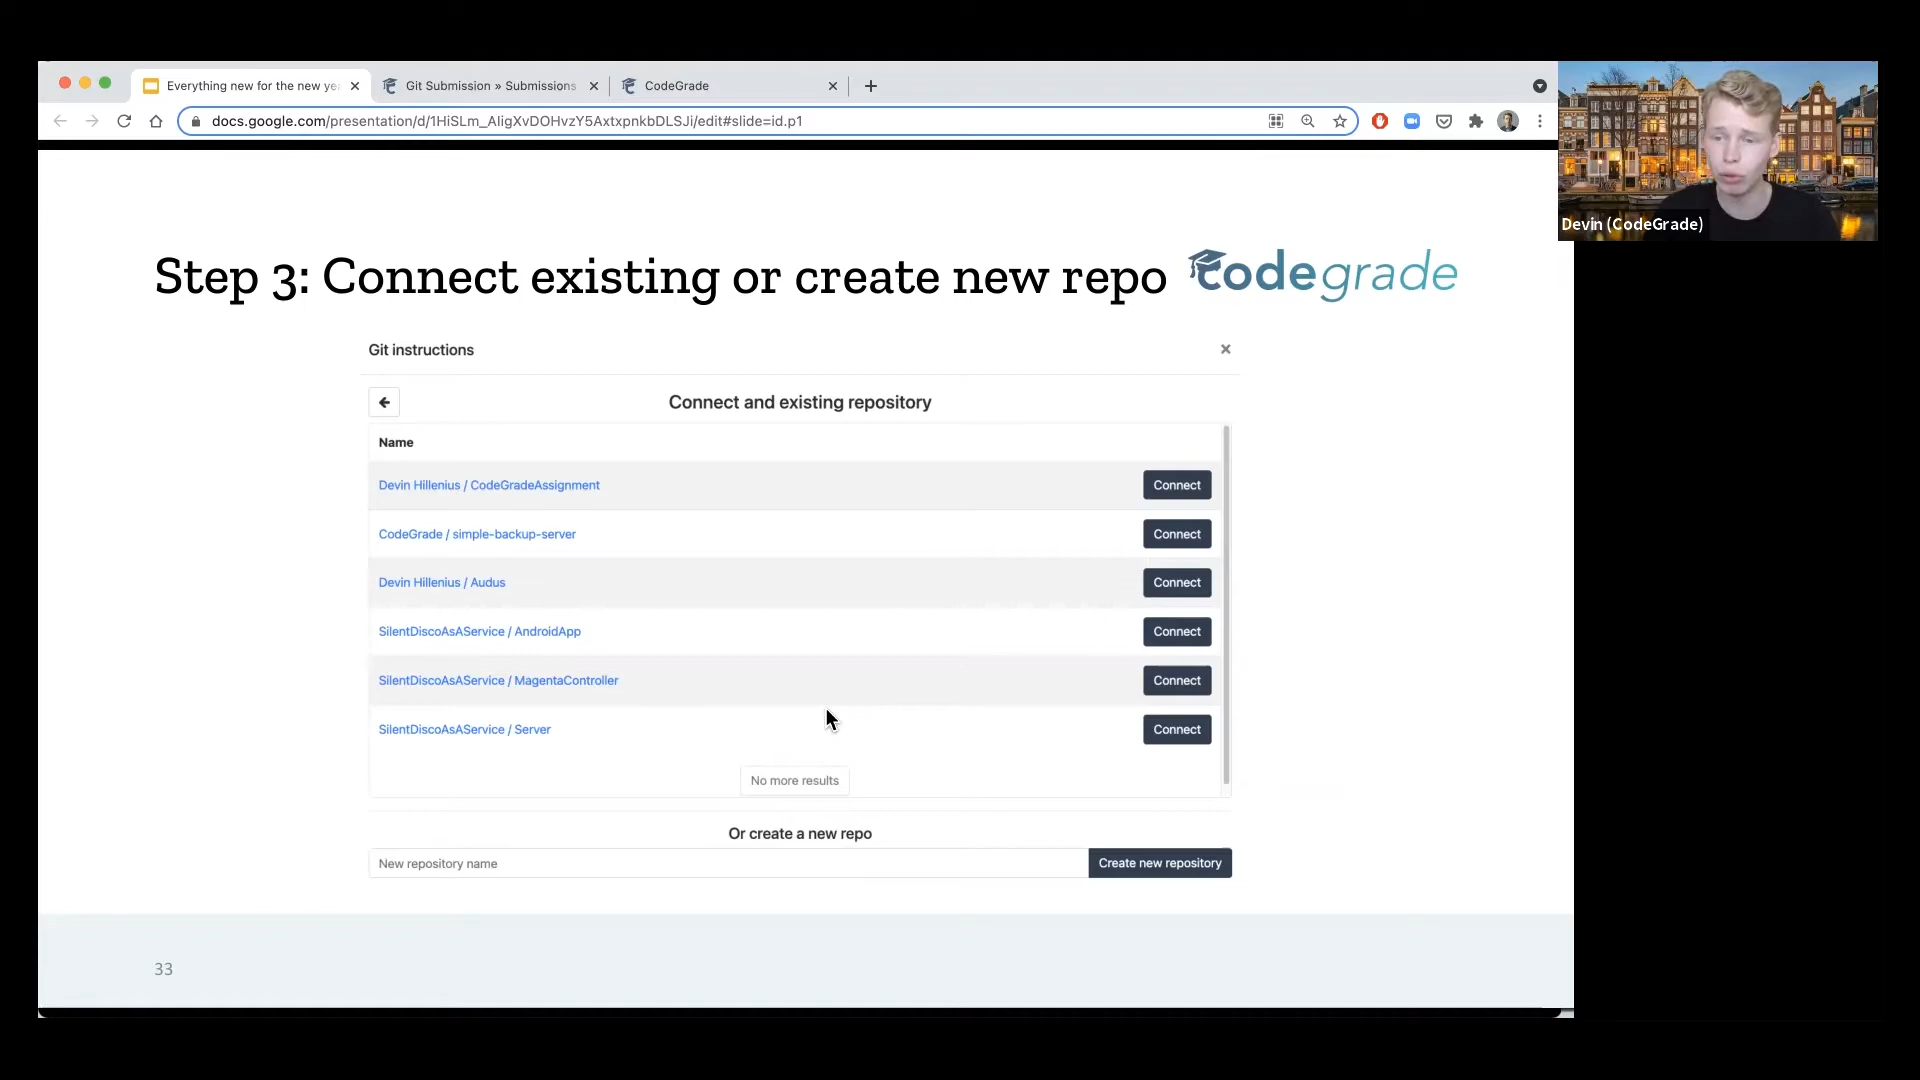 Everything new for the new ye
Git Submission » Submissions
CodeGrade
docs.google.com/presentation/d/1HiSLm_AIigXvDOHvzY5AxtxpnkbDLSJi/edit#slide=id.p1
Devin (CodeGrade)
Step 3: Connect existing or create new repo
codegrade
Git instructions
Connect and existing repository
Name
Devin Hillenius / CodeGradeAssignment Connect
CodeGrade / simple-backup-server Connect
Devin Hillenius / Audus Connect
SilentDiscoAsAService / AndroidApp Connect
SilentDiscoAsAService / MagentaController Connect
SilentDiscoAsAService / Server Connect
No more results
Or create a new repo
New repository name Create new repository
33